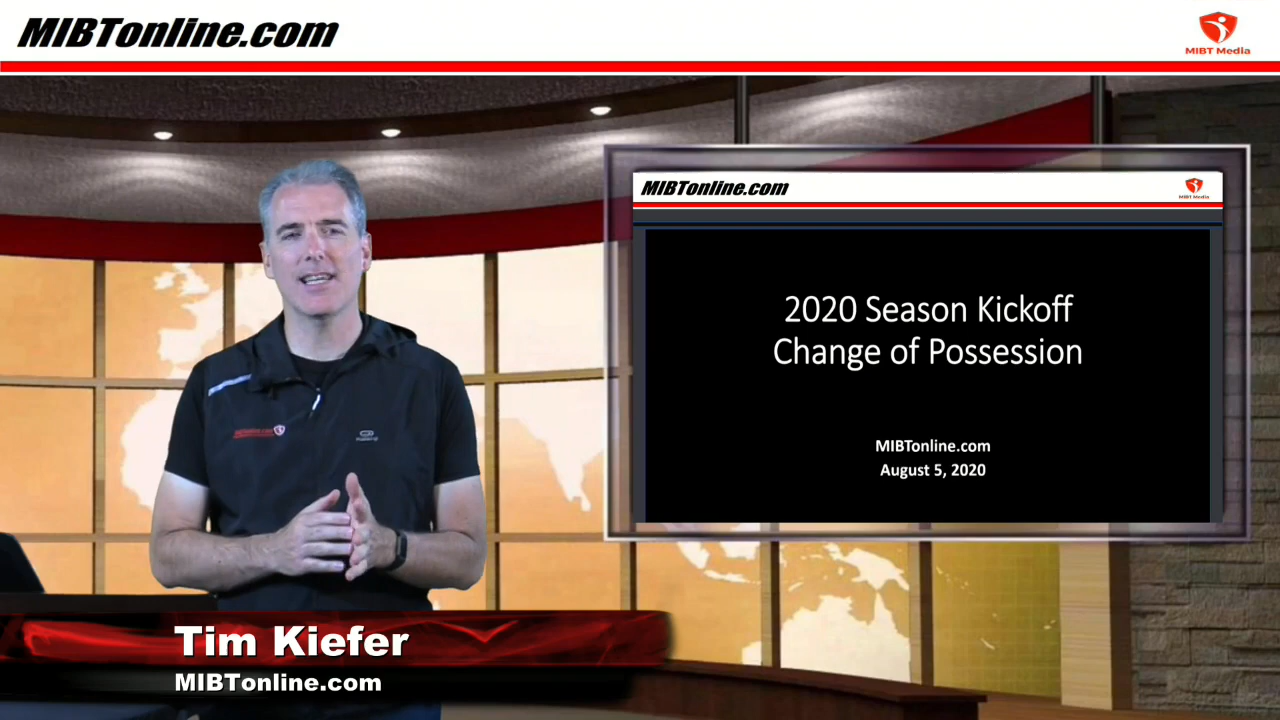 MIBTonline.com
MIBT Media
MIBTonline.com
MIBT Media
2020 Season Kickoff
Change of Possession
MIBTonline.com
August 5, 2020
Tim Kiefer
MIBTonline.com